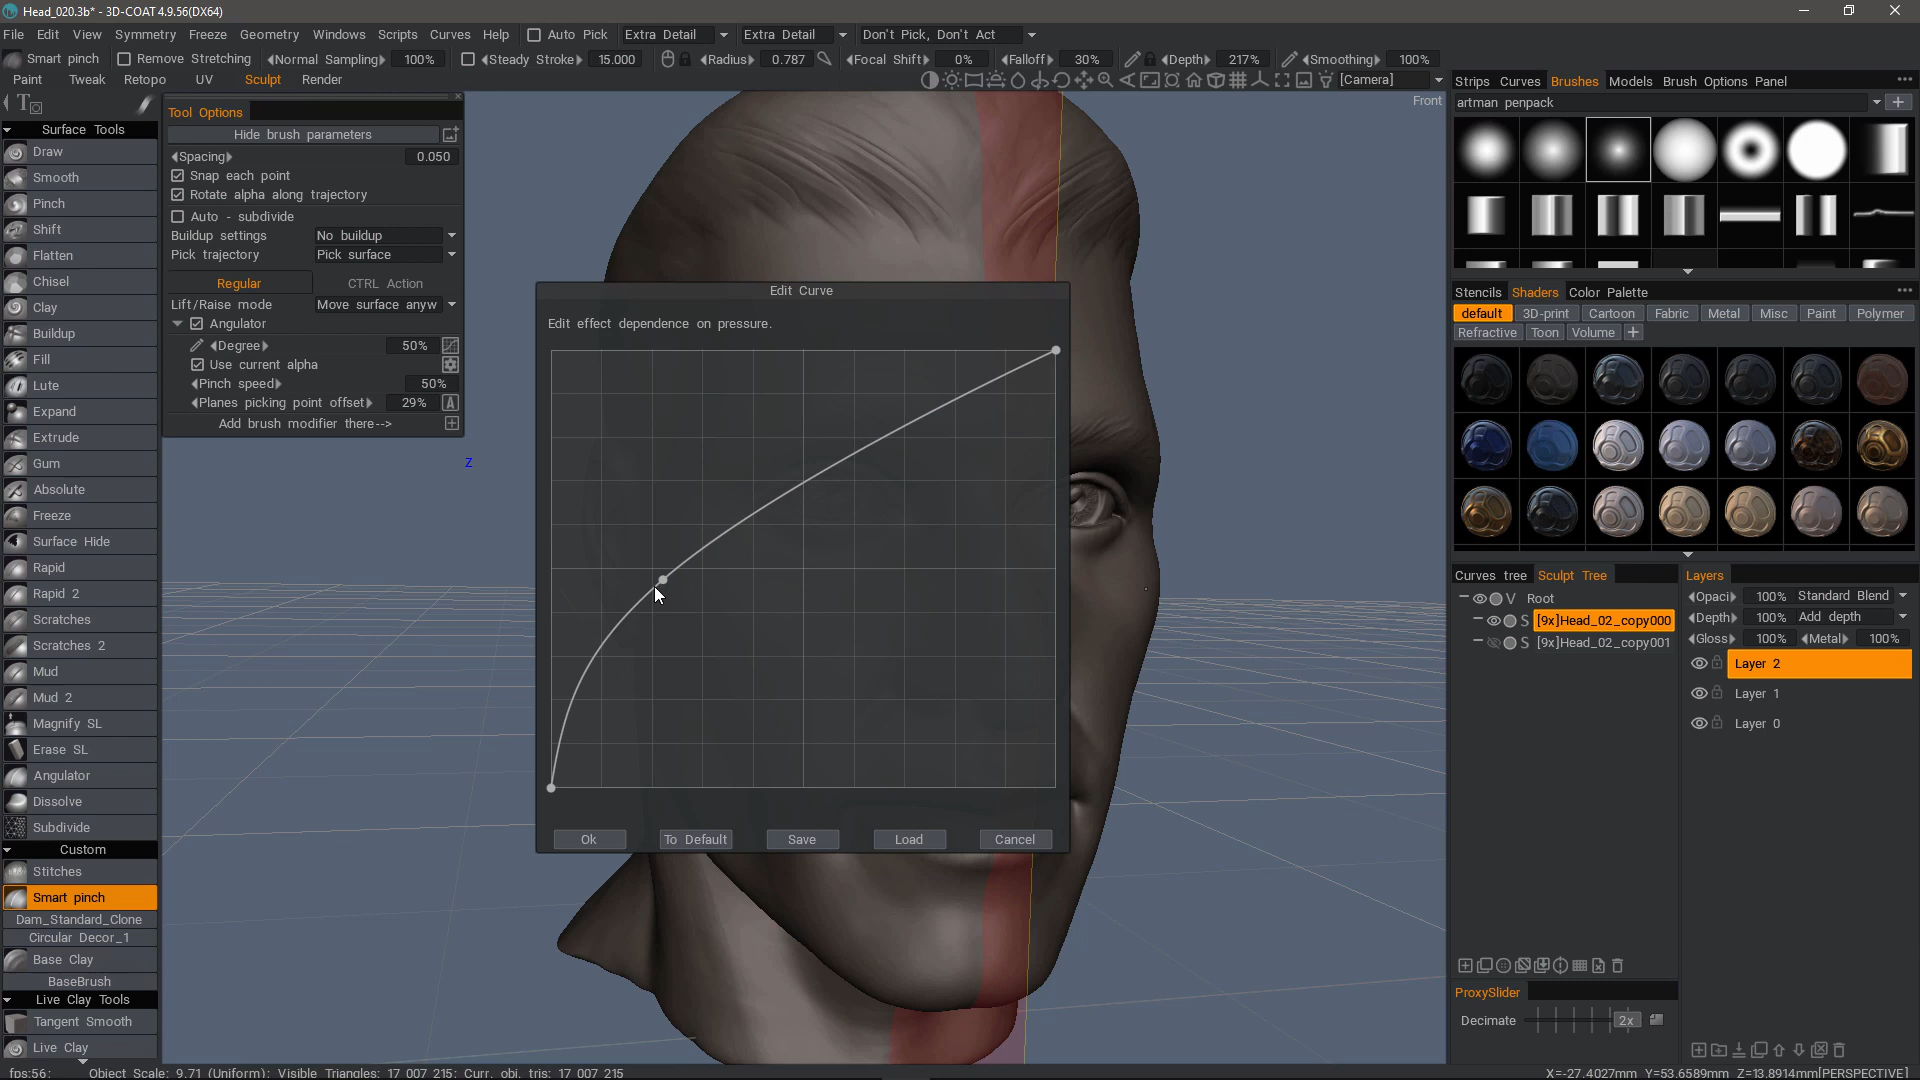 Head_020.3b* - 3D-COAT 4.9.56(DX64)
File Edit View Symmetry Freeze Geometry Windows Scripts Curves Help Auto Pick Extra Detail Extra Detail Don't Pick, Don't Act
Smart pinch Remove Stretching Normal Sampling 100% Steady Stroke 15.000 Radius 0.787 Focal Shift 0% Falloff 30% Depth 217% Smoothing 100%
Paint Tweak Retopo UV Sculpt Render [Camera]
Front
Surface Tools
Draw
Smooth
Pinch
Shift
Flatten
Chisel
Clay
Buildup
Fill
Lute
Expand
Extrude
Gum
Absolute
Freeze
Surface Hide
Rapid
Rapid 2
Scratches
Scratches 2
Mud
Mud 2
Magnify SL
Erase SL
Angulator
Dissolve
Subdivide
Custom
Stitches
Smart pinch
Dam_Standard_Clone
Circular Decor_1
Base Clay
BaseBrush
Live Clay Tools
Tangent Smooth
Live Clay
Tool Options
Hide brush parameters
Spacing 0.050
Snap each point
Rotate alpha along trajectory
Auto - subdivide
Buildup settings No buildup
Pick trajectory Pick surface
Regular CTRL Action
Lift/Raise mode Move surface anyw
Angulator
Degree 50%
Use current alpha
Pinch speed 50%
Planes picking point offset 29% A
Add brush modifier there-->
Z
Edit Curve
Edit effect dependence on pressure.
Ok To Default Save Load Cancel
Strips Curves Brushes Models Brush Options Panel
artman penpack
Stencils Shaders Color Palette
default 3D-print Cartoon Fabric Metal Misc Paint Polymer
Refractive Toon Volume +
Curves tree Sculpt Tree
V Root
S [9x]Head_02_copy000
S [9x]Head_02_copy001
Layers
Opaci 100% Standard Blend
Depth 100% Add depth
Gloss 100% Metal 100%
Layer 2
Layer 1
Layer 0
ProxySlider
Decimate 2x
fps:56; Object Scale: 9.71 (Uniform); Visible Triangles: 17 007 215; Curr. obj. tris: 17 007 215
X=-27.4027mm Y=53.6589mm Z=13.8914mm[PERSPECTIVE]